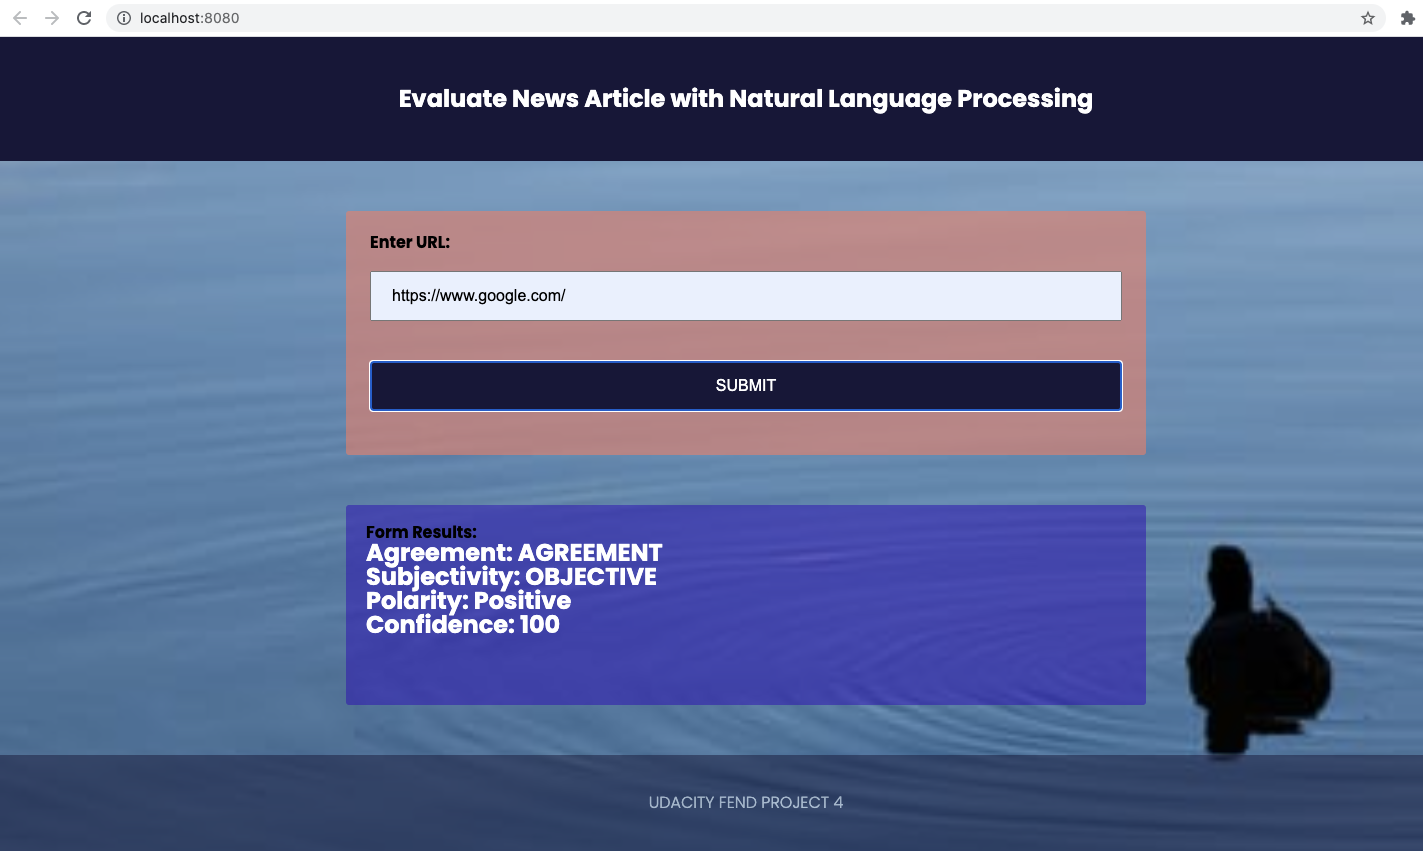 localhost:8080
Evaluate News Article with Natural Language Processing
Enter URL:
https://www.google.com/
SUBMIT
Form Results:
Agreement: AGREEMENT
Subjectivity: OBJECTIVE
Polarity: Positive
Confidence: 100
UDACITY FEND PROJECT 4